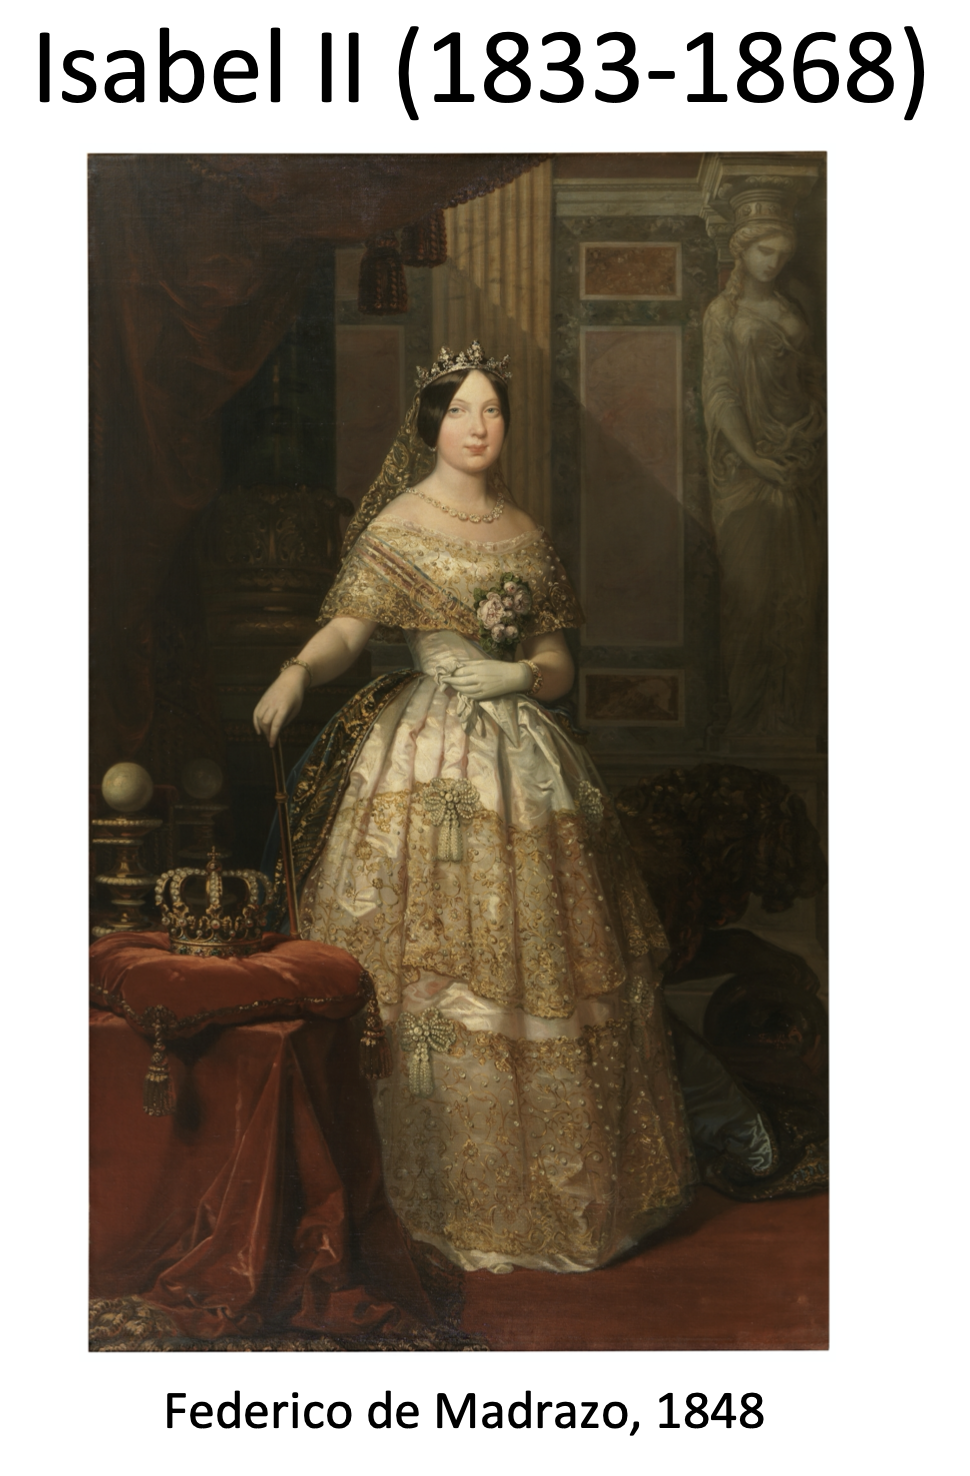 Isabel II (1833-1868)
Federico de Madrazo, 1848